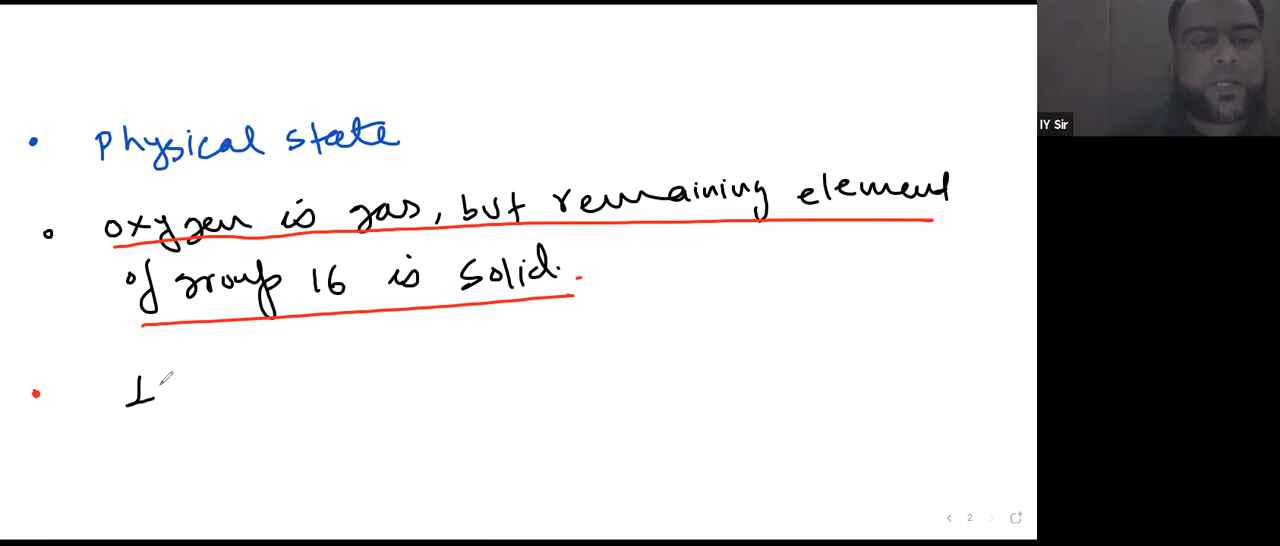 • Physical state
• oxygen is gas, but remaining element
of group 16 is solid.
• I
IY Sir
2